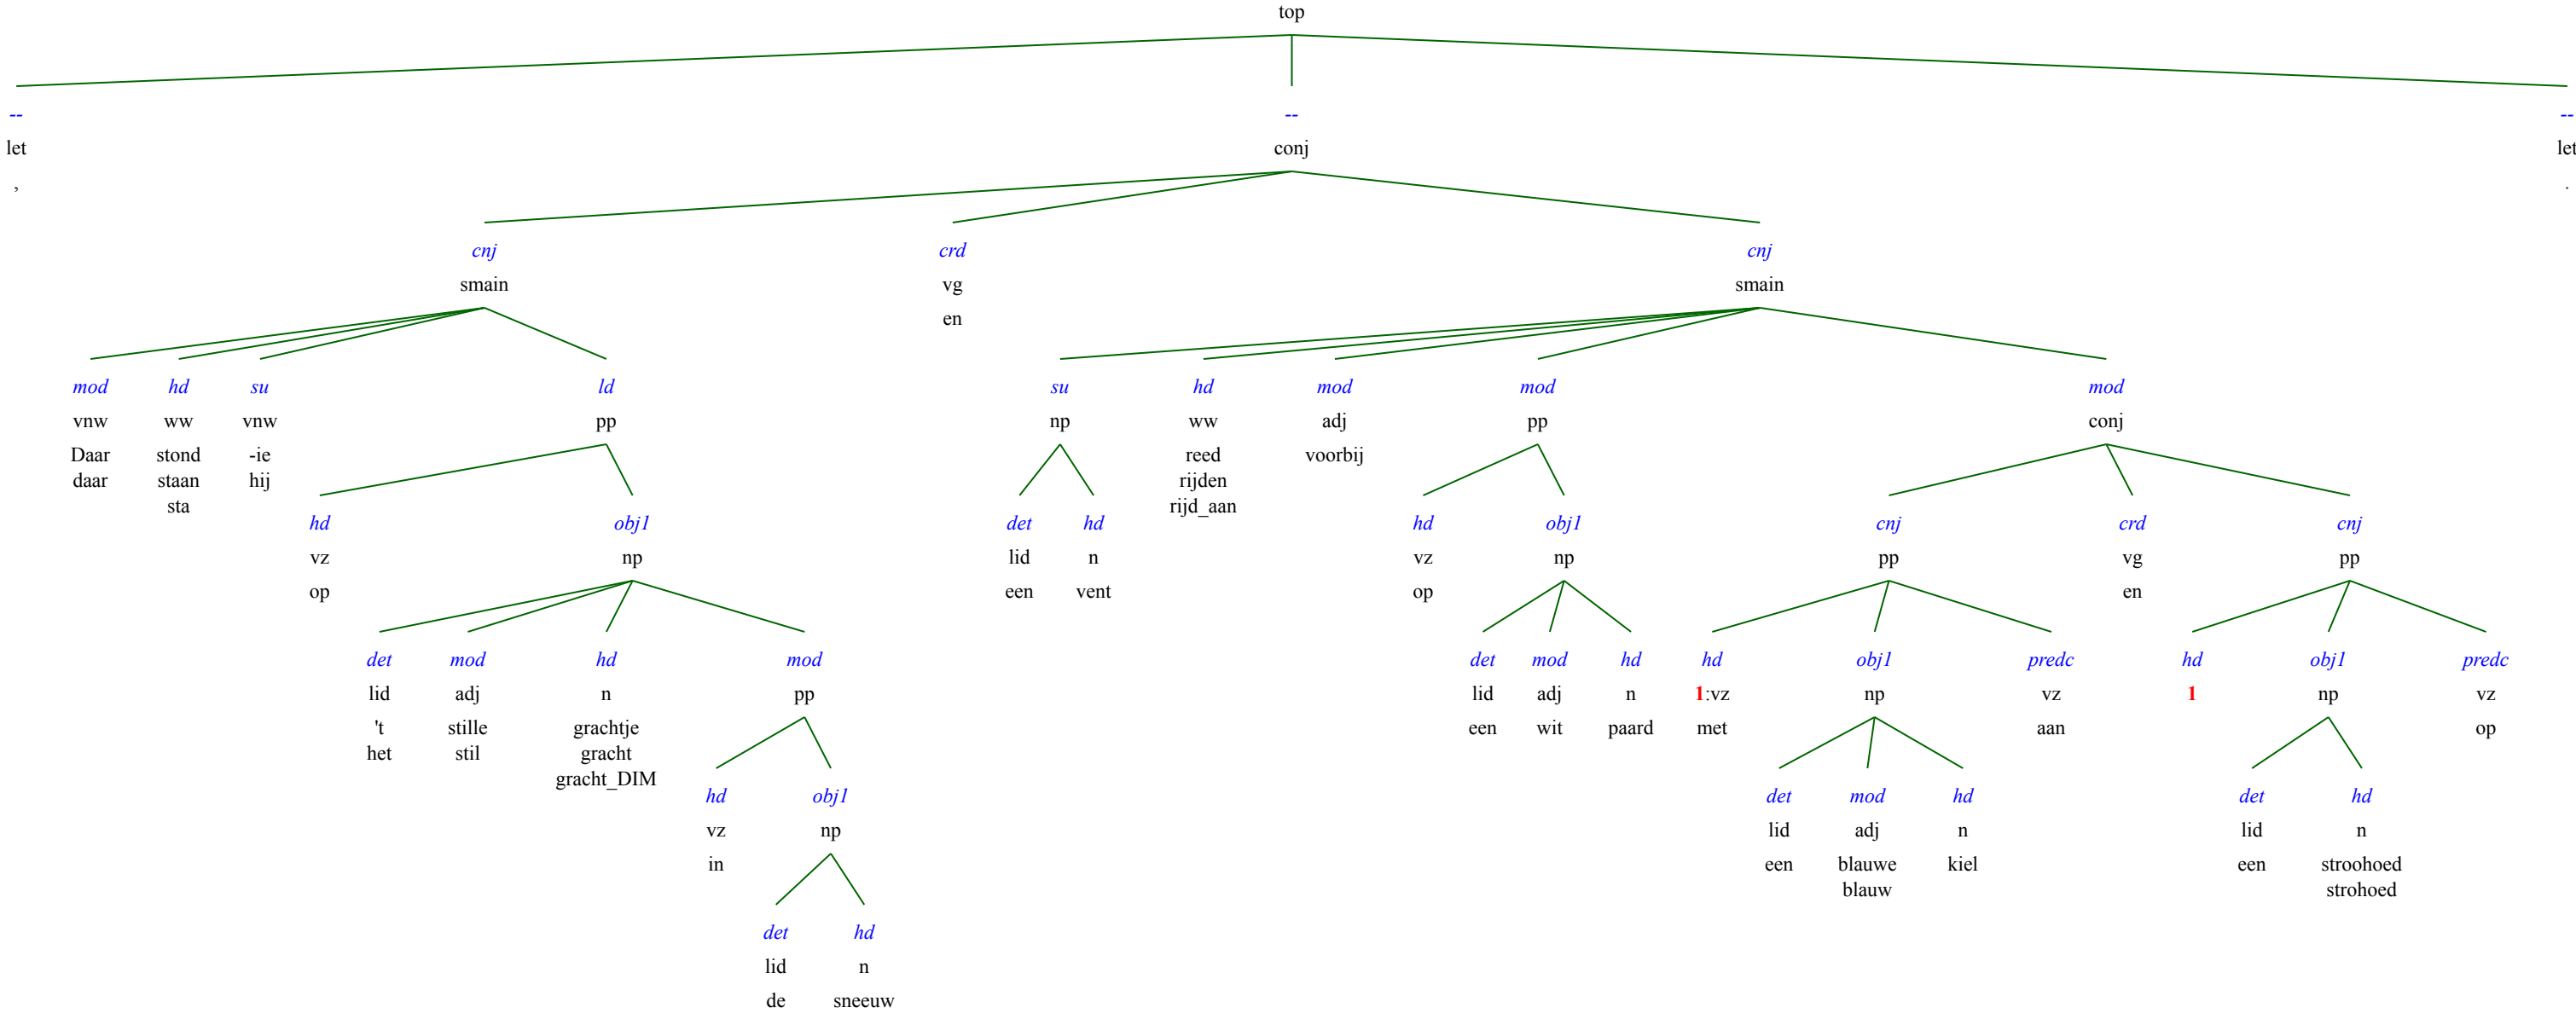 top
-- -- --
let conj let
, .
cnj crd cnj
smain vg smain
en
mod hd su ld su hd mod mod mod
vnw ww vnw pp np ww adj pp conj
Daar stond -ie reed voorbij
daar staan hij rijden
sta rijd_aan
hd obj1 det hd hd obj1 cnj crd cnj
vz np lid n vz np pp vg pp
op een vent op en
det mod hd mod det mod hd hd obj1 predc hd obj1 predc
lid adj n pp lid adj n 1:vz np vz 1 np vz
't stille grachtje een wit paard met aan op
het stil gracht
gracht_DIM
hd obj1 det mod hd det hd
vz np lid adj n lid n
in een blauwe kiel een stroohoed
blauw strohoed
det hd
lid n
de sneeuw